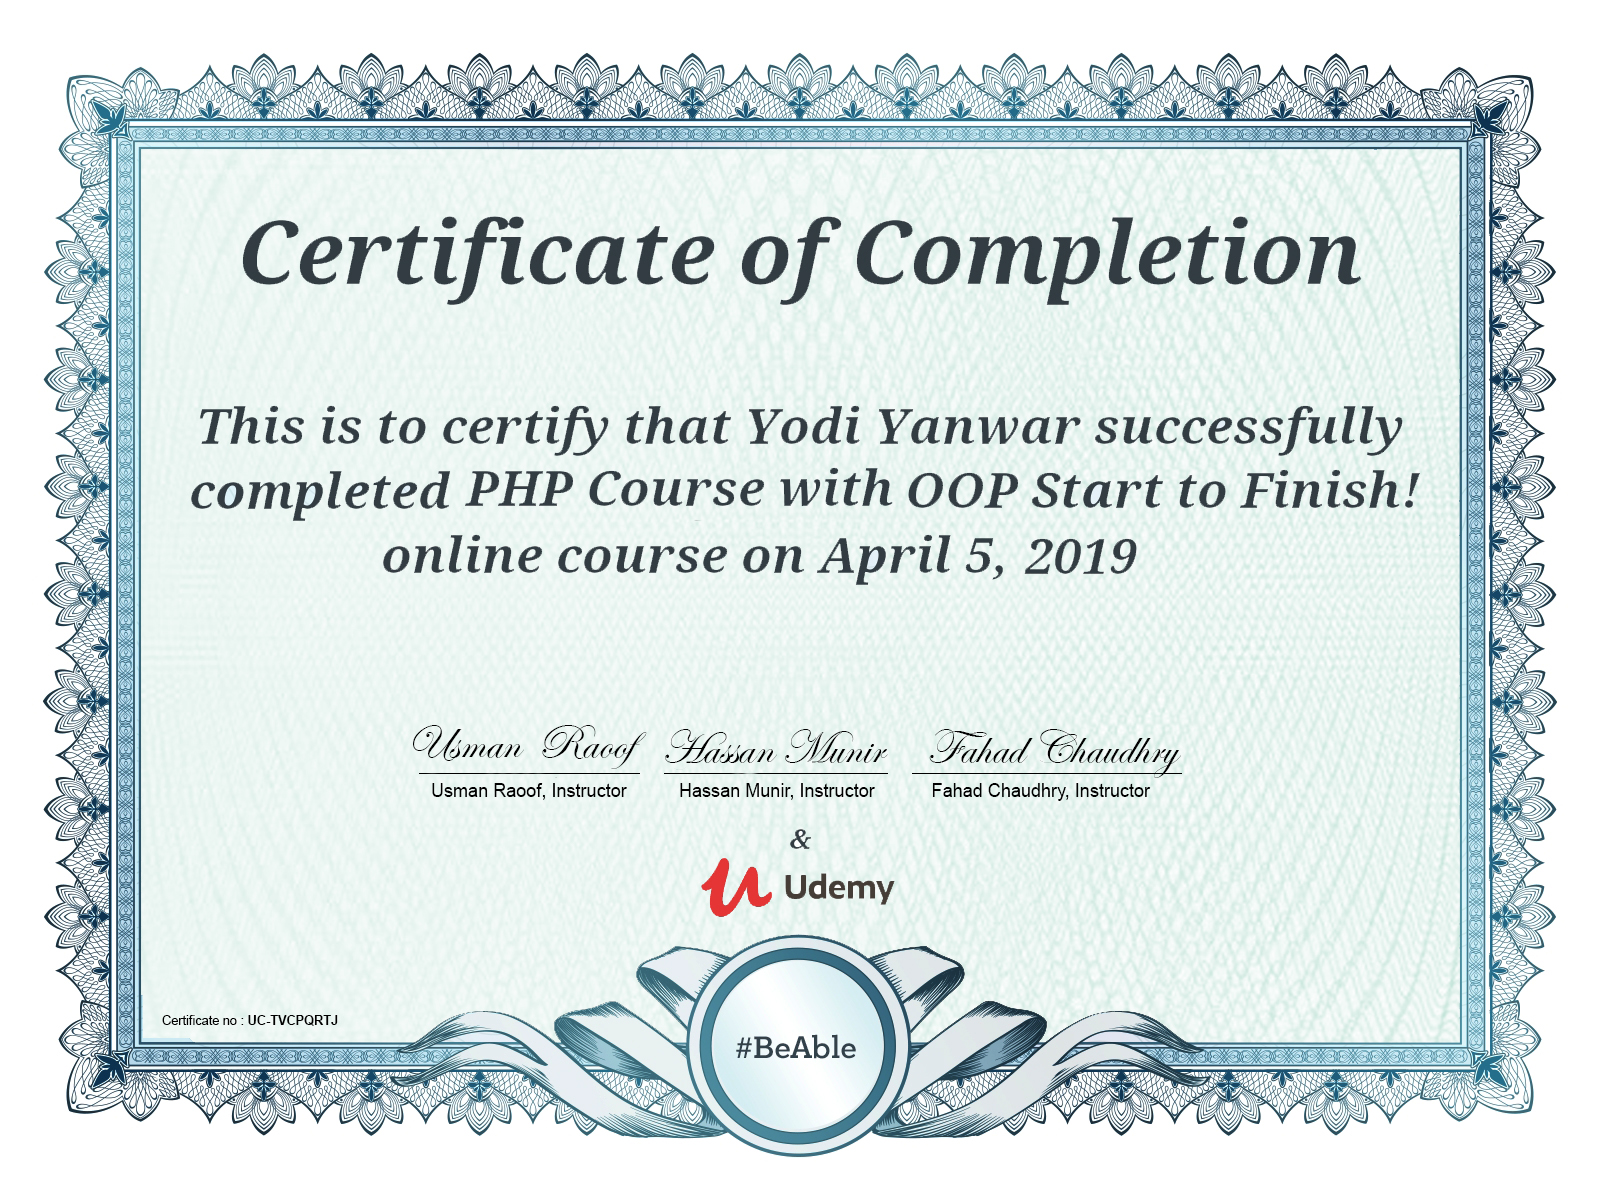 Certificate of Completion
This is to certify that Yodi Yanwar successfully
completed PHP Course with OOP Start to Finish!
online course on April 5, 2019
Usman Raoof Hassan Munir Fahad Chaudhry
Usman Raoof, Instructor Hassan Munir, Instructor Fahad Chaudhry, Instructor
&
Udemy
Certificate no : UC-TVCPQRTJ
#BeAble